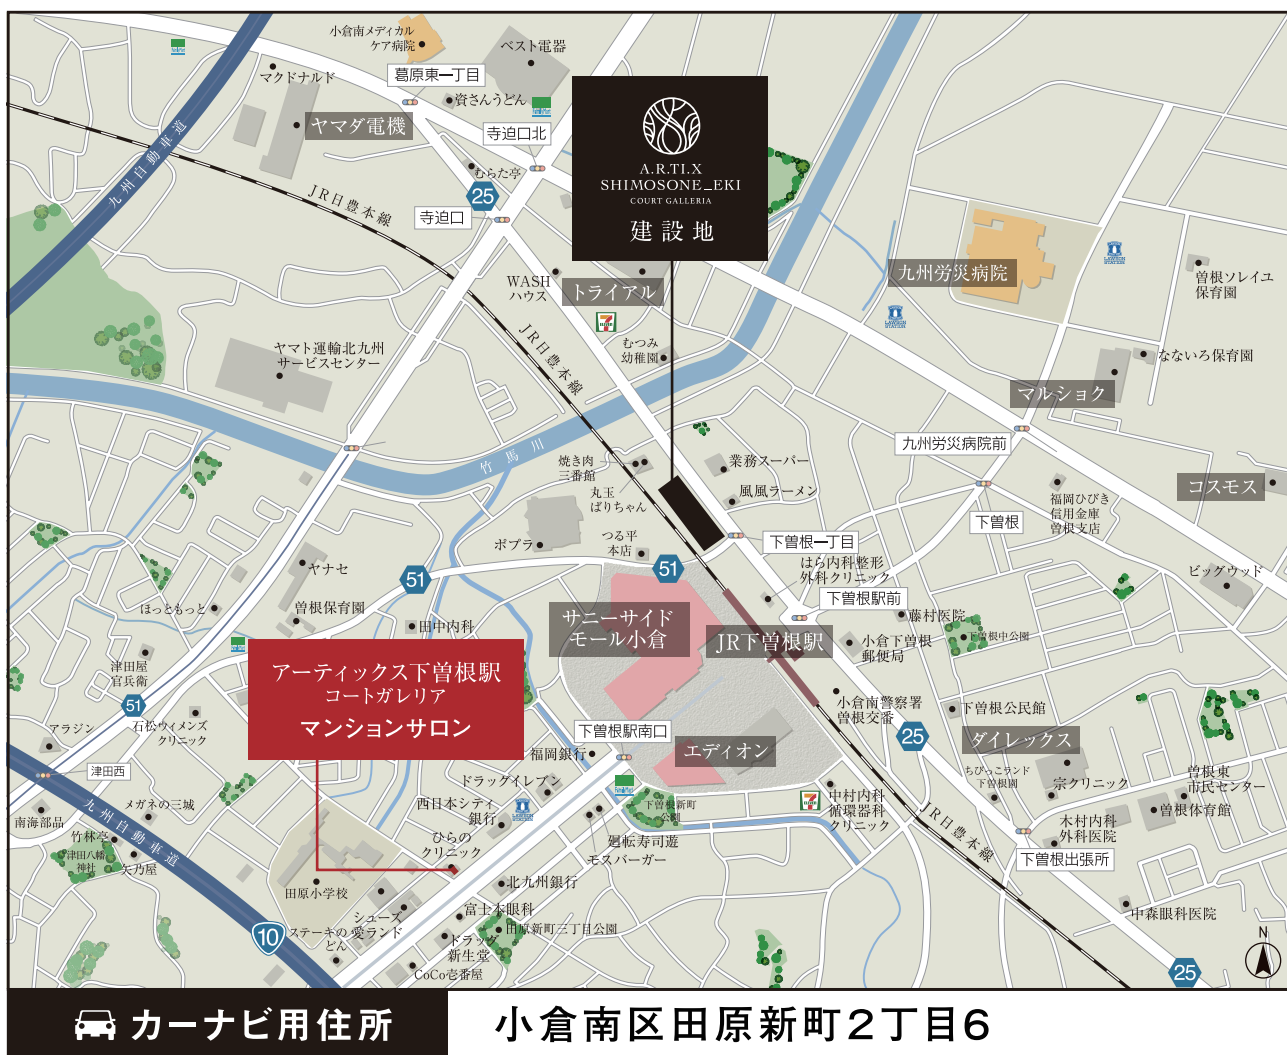 小倉南メディカル
ケア病院
ベスト電器
マクドナルド
葛原東一丁目
資さんうどん
ヤマダ電機
寺迫口北
九州自動車道
むらた亭
JR日豊本線
25
寺迫口
A.R.TI.X
SHIMOSONE_EKI
COURT GALLERIA
建設地
WASH
ハウス
トライアル
九州労災病院
LAWSON
STATION
曽根ソレイユ
保育園
LAWSON
STATION
JR日豊本線
むつみ
幼稚園
ヤマト運輸北九州
サービスセンター
なないろ保育園
マルショク
竹馬川
九州労災病院前
焼き肉
三番館
業務スーパー
丸玉
ばりちゃん
風風ラーメン
コスモス
福岡ひびき
信用金庫
曽根支店
下曽根
ポプラ
つる平
本店
下曽根一丁目
はら内科整形
外科クリニック
51
51
ヤナセ
ビッグウッド
ほっともっと
曽根保育園
田中内科
サニーサイド
モール小倉
JR下曽根駅
下曽根駅前
藤村医院
下曽根中公園
小倉下曽根
郵便局
津田屋
官兵衛
アーティックス下曽根駅
コートガレリア
マンションサロン
51
石松ウィメンズ
クリニック
アラジン
小倉南警察署
曽根交番
下曽根公民館
25
ダイレックス
下曽根駅南口
エディオン
福岡銀行
津田西
ドラッグイレブン
ちびっこランド
下曽根園
宗クリニック
曽根東
市民センター
曽根体育館
九州自動車道
メガネの三城
南海部品
竹林亭
津田八幡
神社
矢乃屋
西日本シティ
銀行
ひらの
クリニック
下曽根新町
公園
中村内科
循環器科
クリニック
JR日豊本線
木村内科
外科医院
下曽根出張所
廻転寿司遊
モスバーガー
田原小学校
北九州銀行
富士本眼科
田原新町三丁目公園
シューズ
愛ランド
ステーキの
どん
ドラッグ
新生堂
CoCo壱番屋
中森眼科医院
10
25
N
カーナビ用住所
小倉南区田原新町2丁目6